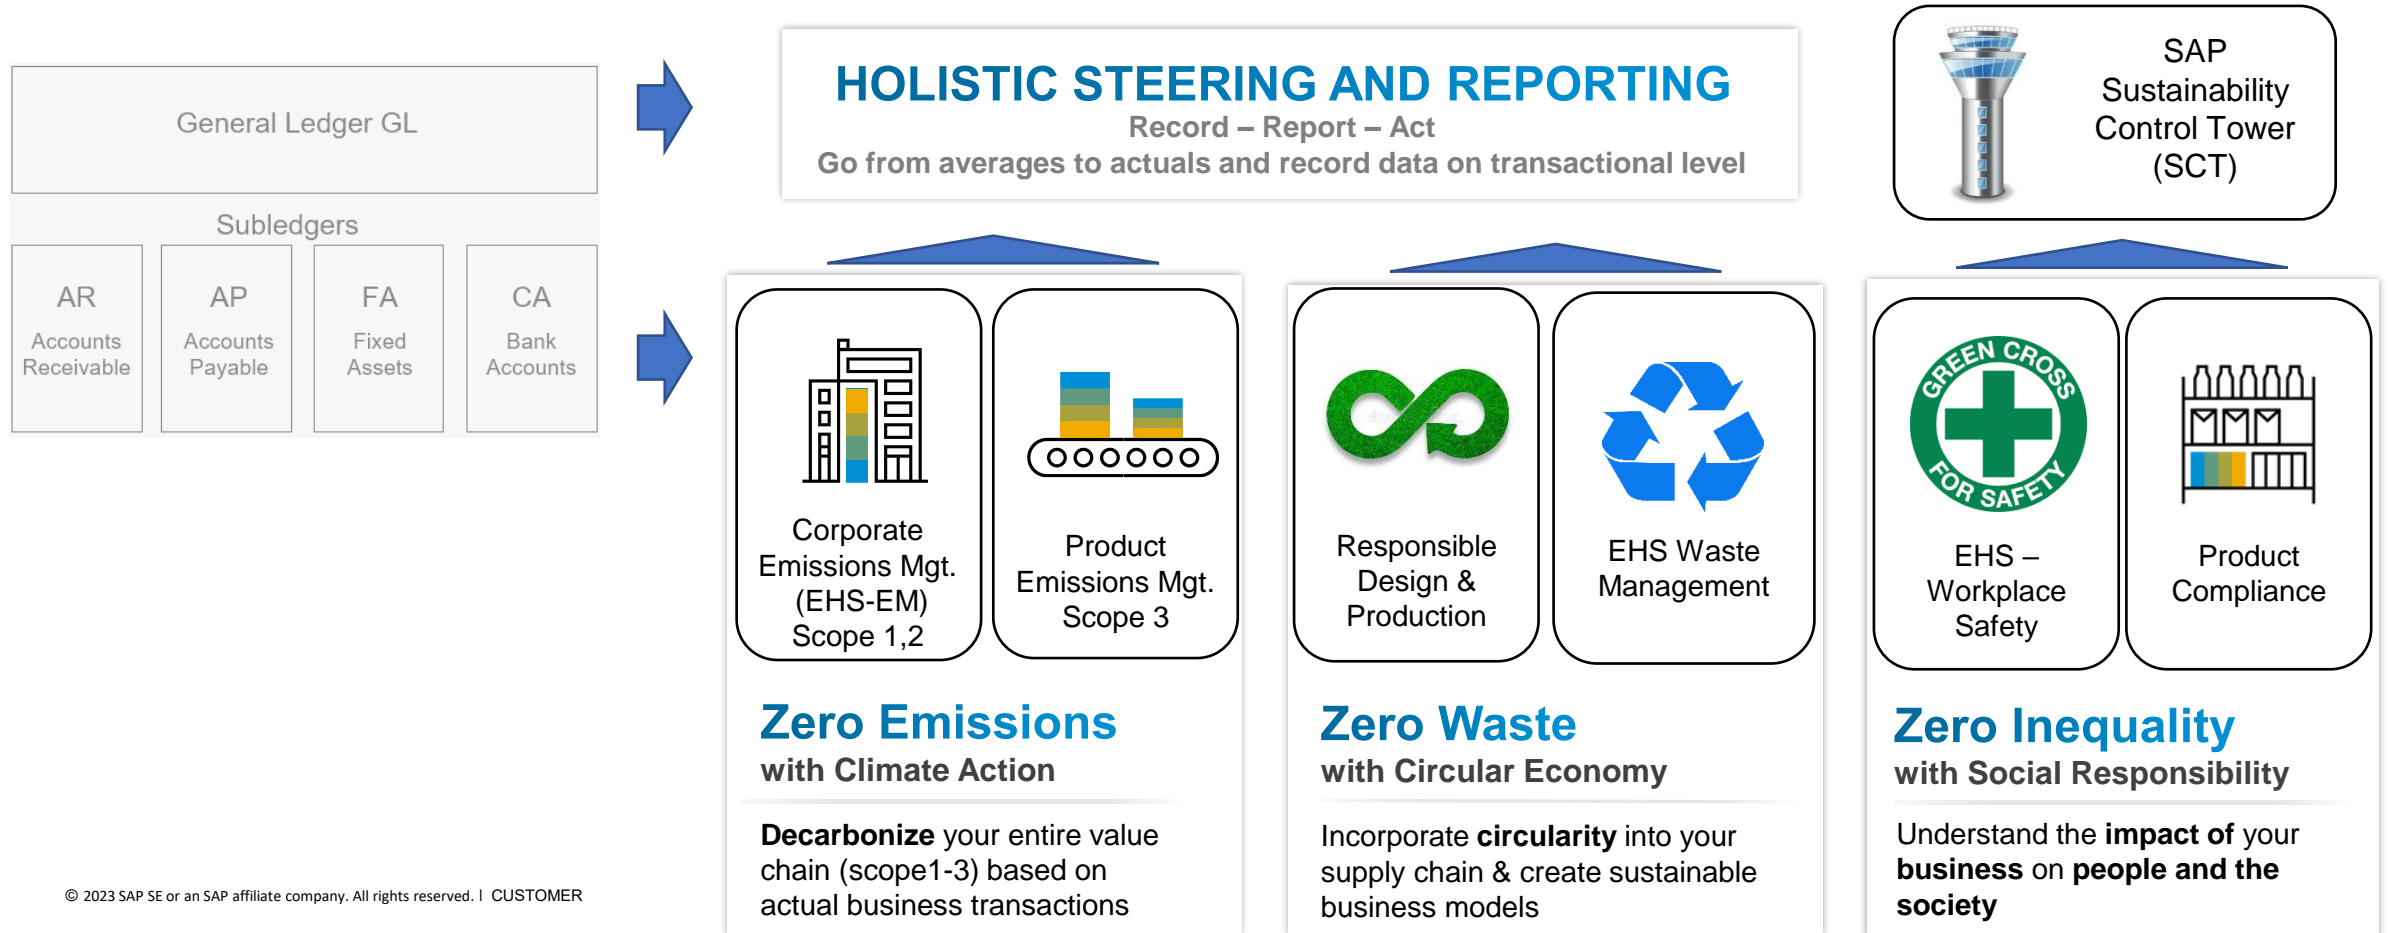 General Ledger GL
Subledgers
AR
Accounts
Receivable
AP
Accounts
Payable
FA
Fixed
Assets
CA
Bank
Accounts
HOLISTIC STEERING AND REPORTING
Record – Report – Act
Go from averages to actuals and record data on transactional level
SAP
Sustainability
Control Tower
(SCT)
Corporate
Emissions Mgt.
(EHS-EM)
Scope 1,2
Product
Emissions Mgt.
Scope 3
Zero Emissions
with Climate Action
Decarbonize your entire value
chain (scope1-3) based on
actual business transactions
Responsible
Design &
Production
EHS Waste
Management
Zero Waste
with Circular Economy
Incorporate circularity into your
supply chain & create sustainable
business models
GREEN CROSS
FOR SAFETY
EHS –
Workplace
Safety
Product
Compliance
Zero Inequality
with Social Responsibility
Understand the impact of your
business on people and the
society
© 2023 SAP SE or an SAP affiliate company. All rights reserved. I CUSTOMER